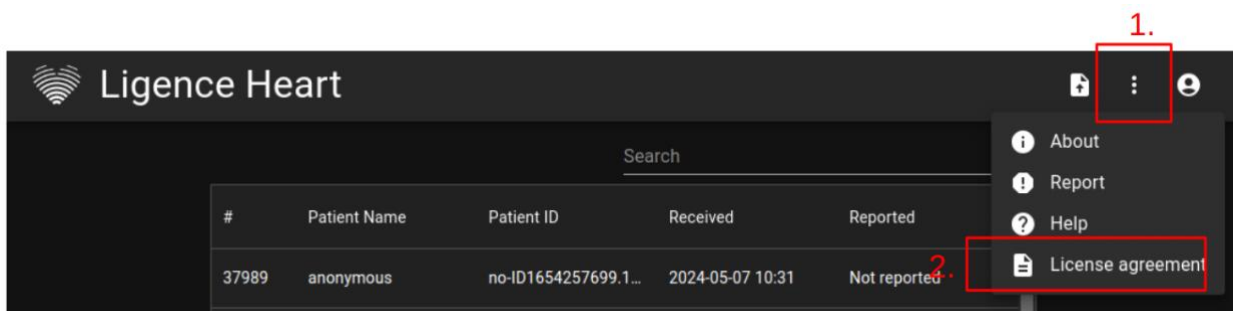 1.
Ligence Heart
About
Search
Report
# Patient Name Patient ID Received Reported
Help
2.
License agreement
37989 anonymous no-ID1654257699.1... 2024-05-07 10:31 Not reported